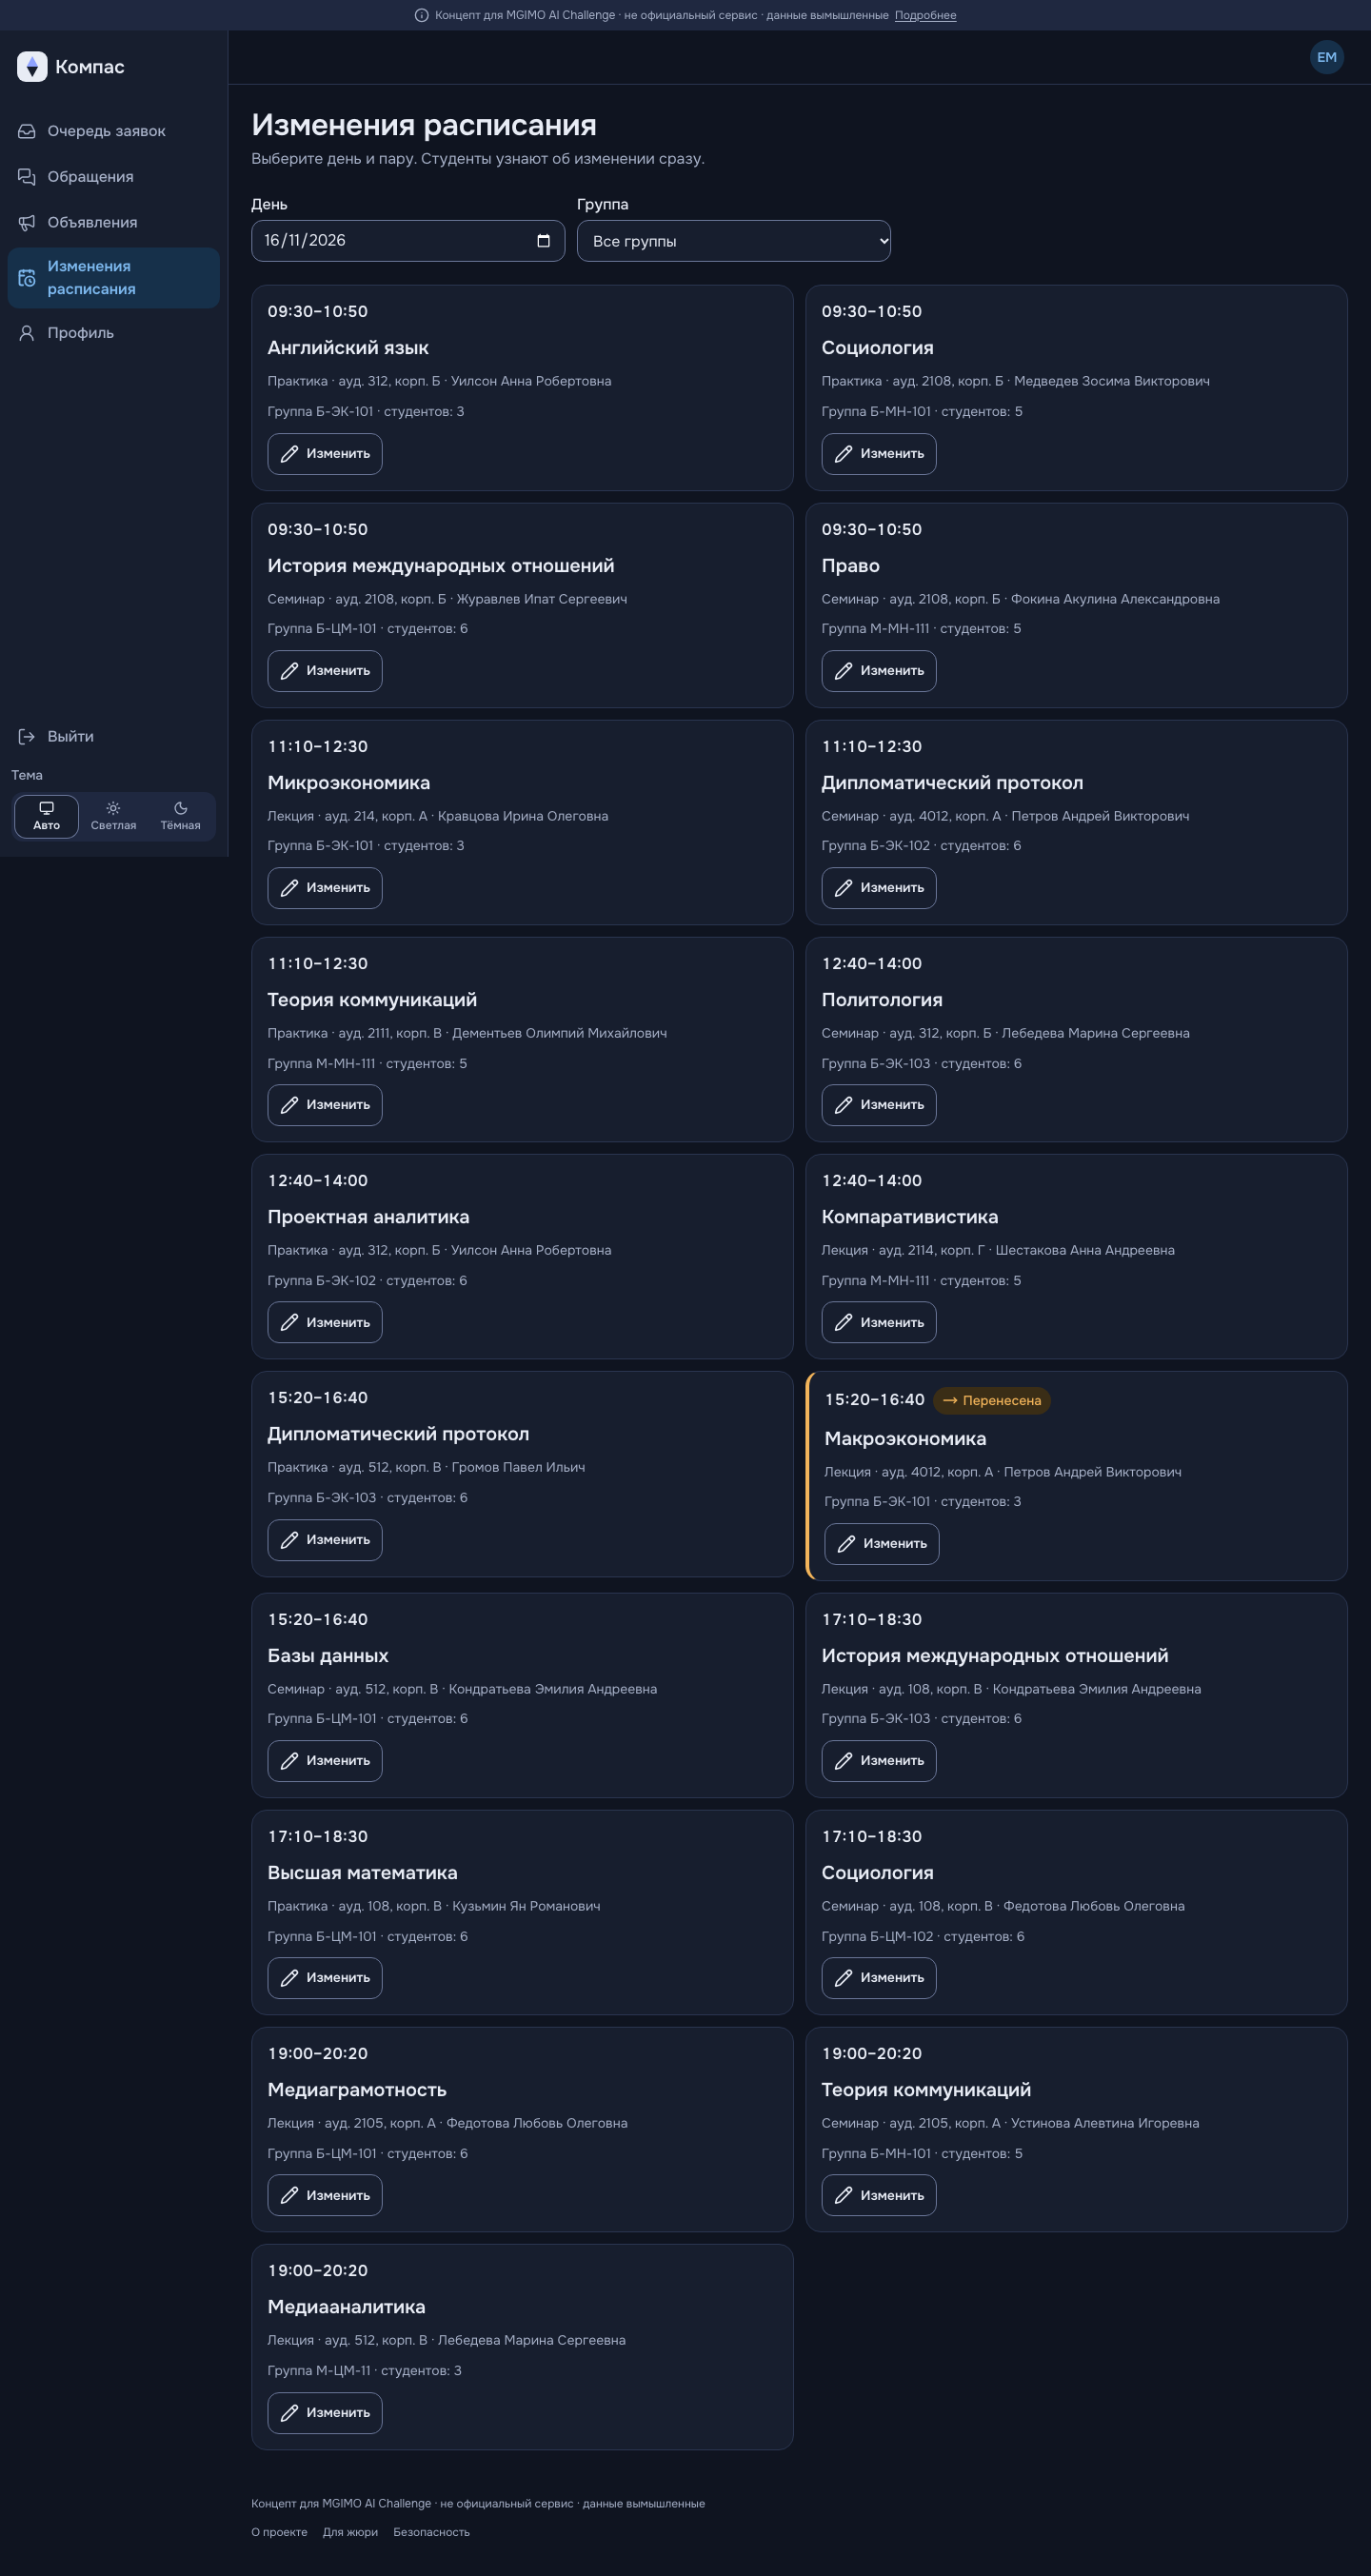 Концепт для MGIMO AI Challenge · не официальный сервис · данные вымышленные Подробнее
Компас
ЕМ
Очередь заявок
Обращения
Объявления
Изменения
расписания
Профиль
Выйти
Тема
Авто
Светлая
Тёмная
Изменения расписания
Выберите день и пару. Студенты узнают об изменении сразу.
День
Группа
16/11/2026
Все группы
09:30–10:50
Английский язык
Практика · ауд. 312, корп. Б · Уилсон Анна Робертовна
Группа Б-ЭК-101 · студентов: 3
Изменить
09:30–10:50
Социология
Практика · ауд. 2108, корп. Б · Медведев Зосима Викторович
Группа Б-МН-101 · студентов: 5
Изменить
09:30–10:50
История международных отношений
Семинар · ауд. 2108, корп. Б · Журавлев Ипат Сергеевич
Группа Б-ЦМ-101 · студентов: 6
Изменить
09:30–10:50
Право
Семинар · ауд. 2108, корп. Б · Фокина Акулина Александровна
Группа М-МН-111 · студентов: 5
Изменить
11:10–12:30
Микроэкономика
Лекция · ауд. 214, корп. А · Кравцова Ирина Олеговна
Группа Б-ЭК-101 · студентов: 3
Изменить
11:10–12:30
Дипломатический протокол
Семинар · ауд. 4012, корп. А · Петров Андрей Викторович
Группа Б-ЭК-102 · студентов: 6
Изменить
11:10–12:30
Теория коммуникаций
Практика · ауд. 2111, корп. В · Дементьев Олимпий Михайлович
Группа М-МН-111 · студентов: 5
Изменить
12:40–14:00
Политология
Семинар · ауд. 312, корп. Б · Лебедева Марина Сергеевна
Группа Б-ЭК-103 · студентов: 6
Изменить
12:40–14:00
Проектная аналитика
Практика · ауд. 312, корп. Б · Уилсон Анна Робертовна
Группа Б-ЭК-102 · студентов: 6
Изменить
12:40–14:00
Компаративистика
Лекция · ауд. 2114, корп. Г · Шестакова Анна Андреевна
Группа М-МН-111 · студентов: 5
Изменить
15:20–16:40
Дипломатический протокол
Практика · ауд. 512, корп. В · Громов Павел Ильич
Группа Б-ЭК-103 · студентов: 6
Изменить
15:20–16:40 → Перенесена
Макроэкономика
Лекция · ауд. 4012, корп. А · Петров Андрей Викторович
Группа Б-ЭК-101 · студентов: 3
Изменить
15:20–16:40
Базы данных
Семинар · ауд. 512, корп. В · Кондратьева Эмилия Андреевна
Группа Б-ЦМ-101 · студентов: 6
Изменить
17:10–18:30
История международных отношений
Лекция · ауд. 108, корп. В · Кондратьева Эмилия Андреевна
Группа Б-ЭК-103 · студентов: 6
Изменить
17:10–18:30
Высшая математика
Практика · ауд. 108, корп. В · Кузьмин Ян Романович
Группа Б-ЦМ-101 · студентов: 6
Изменить
17:10–18:30
Социология
Семинар · ауд. 108, корп. В · Федотова Любовь Олеговна
Группа Б-ЦМ-102 · студентов: 6
Изменить
19:00–20:20
Медиаграмотность
Лекция · ауд. 2105, корп. А · Федотова Любовь Олеговна
Группа Б-ЦМ-101 · студентов: 6
Изменить
19:00–20:20
Теория коммуникаций
Семинар · ауд. 2105, корп. А · Устинова Алевтина Игоревна
Группа Б-МН-101 · студентов: 5
Изменить
19:00–20:20
Медиааналитика
Лекция · ауд. 512, корп. В · Лебедева Марина Сергеевна
Группа М-ЦМ-11 · студентов: 3
Изменить
Концепт для MGIMO AI Challenge · не официальный сервис · данные вымышленные
О проекте Для жюри Безопасность